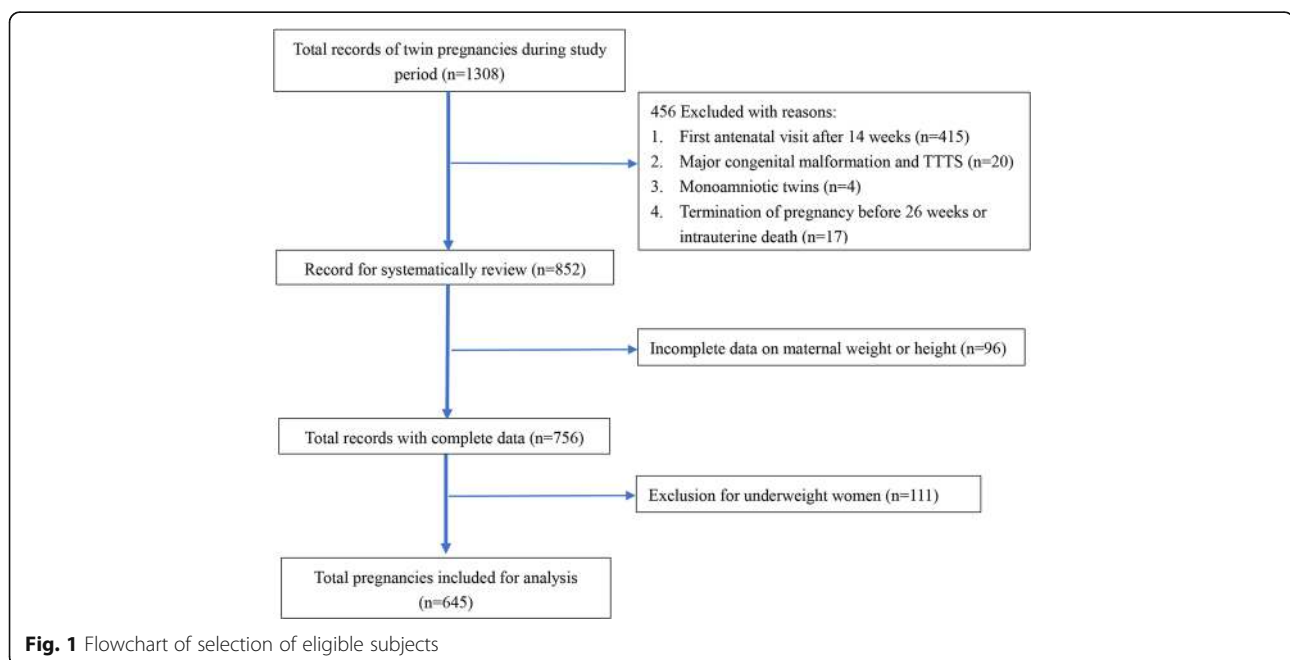 Total records of twin pregnancies during study
period (n=1308)
456 Excluded with reasons:
1. First antenatal visit after 14 weeks (n=415)
2. Major congenital malformation and TTTS (n=20)
3. Monoamniotic twins (n=4)
4. Termination of pregnancy before 26 weeks or
intrauterine death (n=17)
Record for systematically review (n=852)
Incomplete data on maternal weight or height (n=96)
Total records with complete data (n=756)
Exclusion for underweight women (n=111)
Total pregnancies included for analysis
(n=645)
Fig. 1 Flowchart of selection of eligible subjects